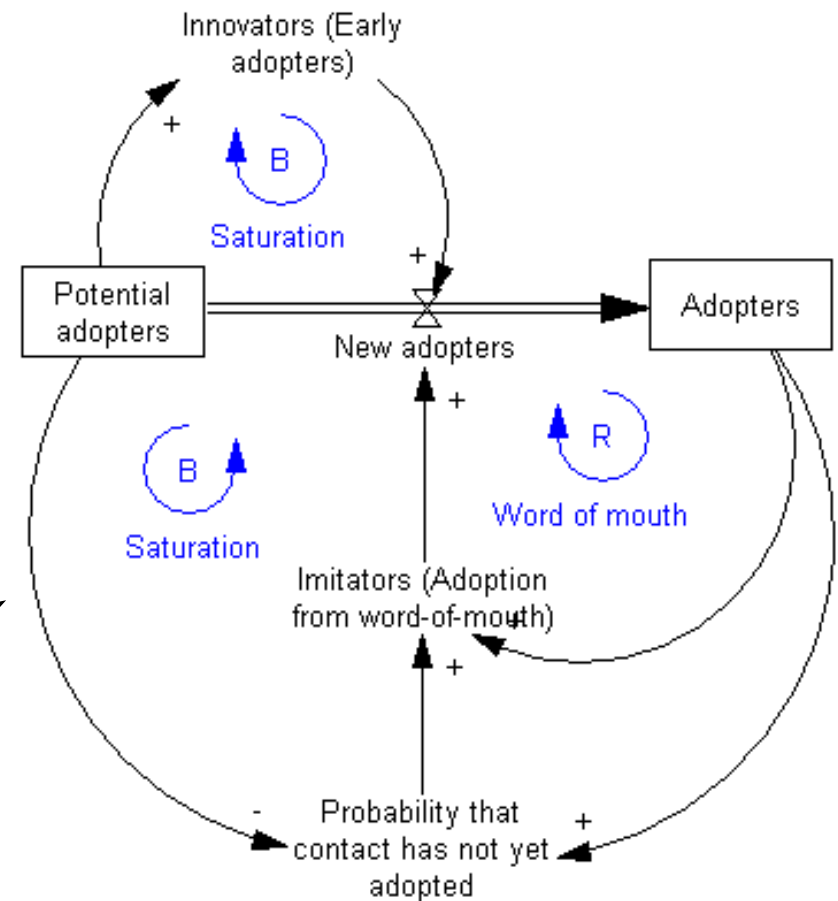 Innovators (Early
adopters)
+
B
Saturation
+
Potential
adopters
Adopters
New adopters
+
B
R
Saturation
Word of mouth
Imitators (Adoption
from word-of-mouth)
+
+
-
Probability that
+
contact has not yet
adopted